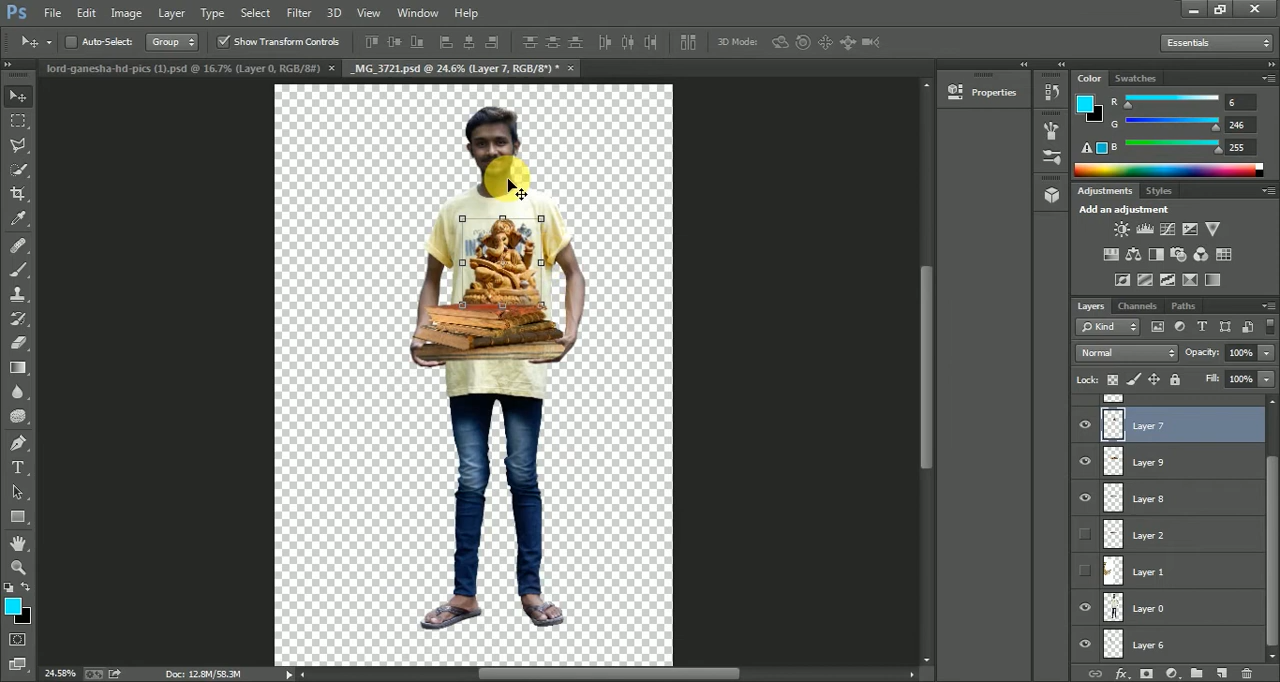 Ps File Edit Image Layer Type Select Filter 3D View Window Help
Auto-Select: Group Show Transform Controls 3D Mode: Essentials
lord-ganesha-hd-pics (1).psd @ 16.7% (Layer 0, RGB/8#) × _MG_3721.psd @ 24.6% (Layer 7, RGB/8*) * ×
Properties
Color Swatches
R 6
G 246
B 255
Adjustments Styles
Add an adjustment
Layers Channels Paths
Kind
Normal Opacity: 100%
Lock: Fill: 100%
Layer 7
Layer 9
Layer 8
Layer 2
Layer 1
Layer 0
Layer 6
24.58% Doc: 12.8M/58.3M